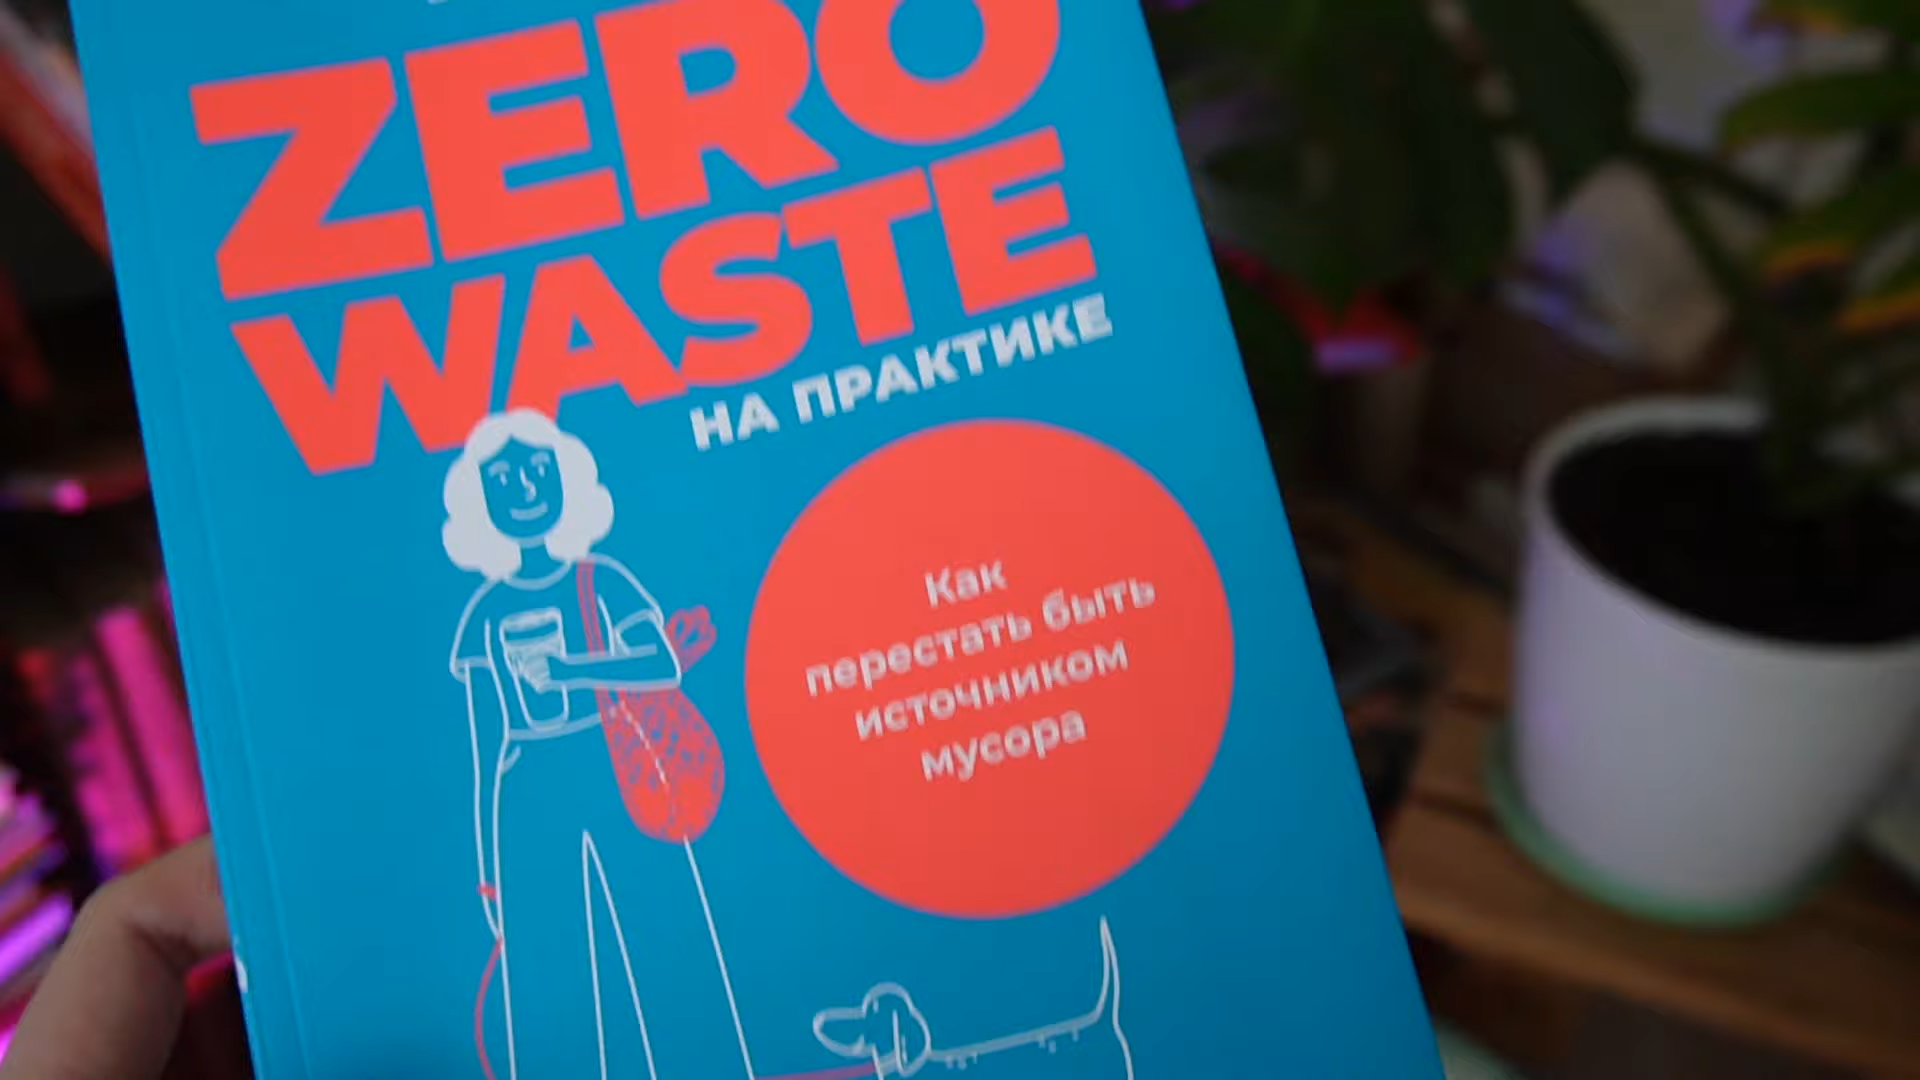 ZERO
WASTE
НА ПРАКТИКЕ
Как
перестать быть
источником
мусора